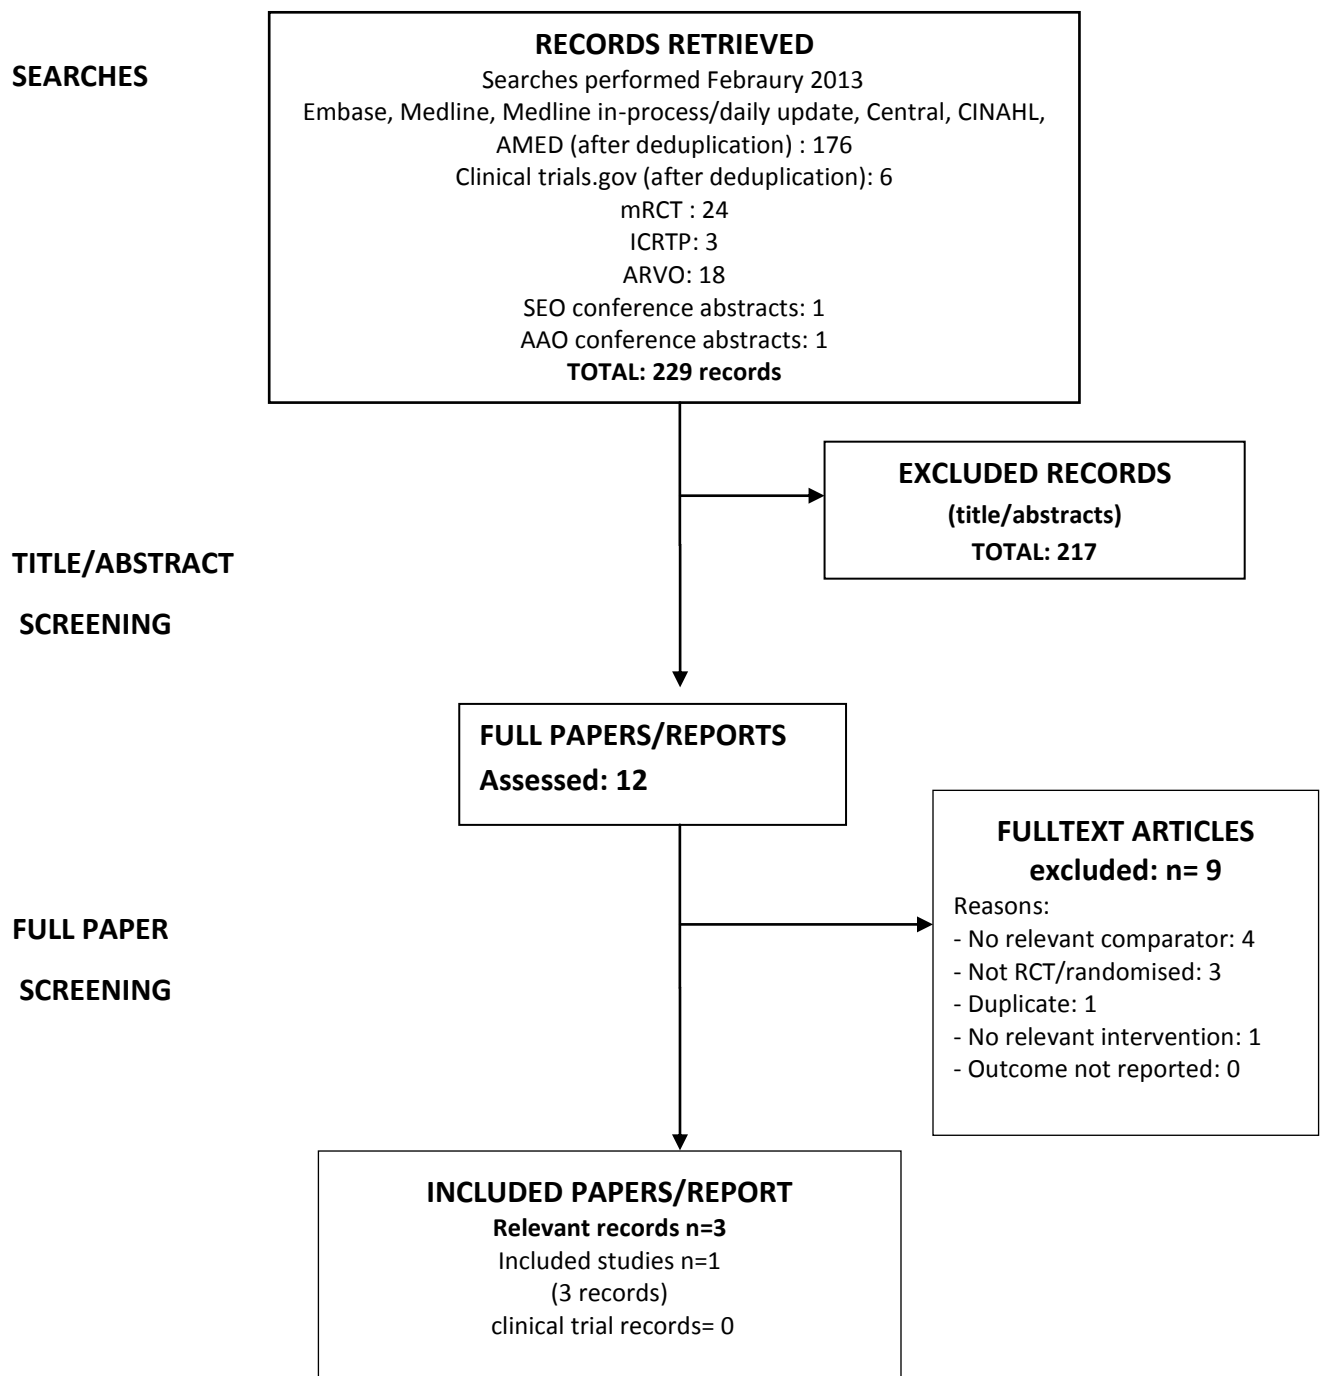 SEARCHES
RECORDS RETRIEVED
Searches performed Febraury 2013
Embase, Medline, Medline in-process/daily update, Central, CINAHL,
AMED (after deduplication) : 176
Clinical trials.gov (after deduplication): 6
mRCT : 24
ICRTP: 3
ARVO: 18
SEO conference abstracts: 1
AAO conference abstracts: 1
TOTAL: 229 records
EXCLUDED RECORDS
(title/abstracts)
TOTAL: 217
TITLE/ABSTRACT
SCREENING
FULL PAPERS/REPORTS
Assessed: 12
FULLTEXT ARTICLES
excluded: n= 9
Reasons:
- No relevant comparator: 4
- Not RCT/randomised: 3
- Duplicate: 1
- No relevant intervention: 1
- Outcome not reported: 0
FULL PAPER
SCREENING
INCLUDED PAPERS/REPORT
Relevant records n=3
Included studies n=1
(3 records)
clinical trial records= 0